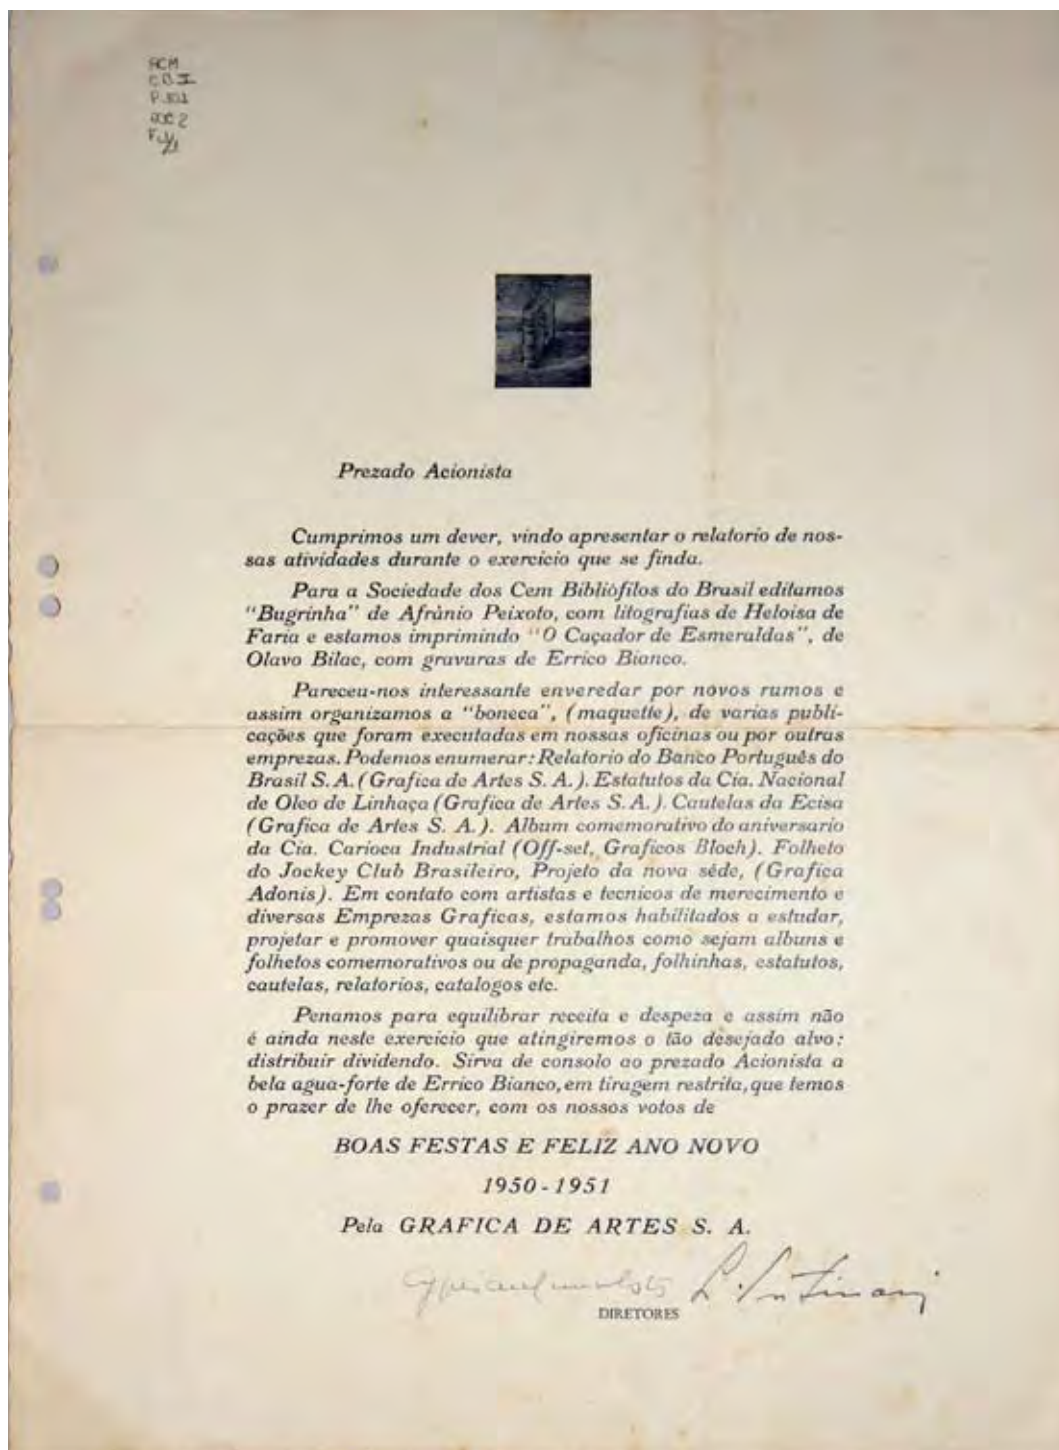 ACM
C.B.I
P.101
DOC 2
Prezado Acionista
Cumprimos um dever, vindo apresentar o relatorio de nos-
sas atividades durante o exercicio que se finda.
Para a Sociedade dos Cem Bibliófilos do Brasil editamos
"Bugrinha" de Afrânio Peixoto, com litografias de Heloisa de
Faria e estamos imprimindo "O Caçador de Esmeraldas", de
Olavo Bilac, com gravuras de Errico Bianco.
Pareceu-nos interessante enveredar por novos rumos e
assim organizamos a "boneca", (maquette), de varias publi-
cações que foram executadas em nossas oficinas ou por outras
emprezas. Podemos enumerar: Relatorio do Banco Português do
Brasil S. A. (Grafica de Artes S. A.). Estatutos da Cia. Nacional
de Oleo de Linhaça (Grafica de Artes S. A.). Cautelas da Ecisa
(Grafica de Artes S. A.). Album comemorativo do aniversario
da Cia. Carioca Industrial (Off-set, Graficos Bloch). Folheto
do Jockey Club Brasileiro, Projeto da nova séde, (Grafica
Adonis). Em contato com artistas e tecnicos de merecimento e
diversas Emprezas Graficas, estamos habilitados a estudar,
projetar e promover quaisquer trabalhos como sejam albuns e
folhetos comemorativos ou de propaganda, folhinhas, estatutos,
cautelas, relatorios, catalogos etc.
Penamos para equilibrar receita e despeza e assim não
é ainda neste exercicio que atingiremos o tão desejado alvo:
distribuir dividendo. Sirva de consolo ao prezado Acionista a
bela agua-forte de Errico Bianco, em tiragem restrita, que temos
o prazer de lhe oferecer, com os nossos votos de
BOAS FESTAS E FELIZ ANO NOVO
1950-1951
Pela GRAFICA DE ARTES S. A.
DIRETORES